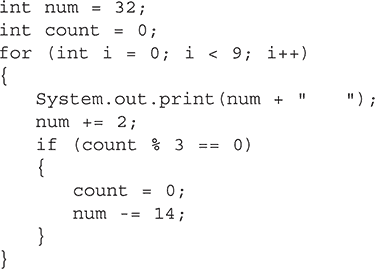 int num = 32;
int count = 0;
for (int i = 0; i < 9; i++)
{
    System.out.print(num + "   ");
    num += 2;
    if (count % 3 == 0)
    {
        count = 0;
        num -= 14;
    }
}